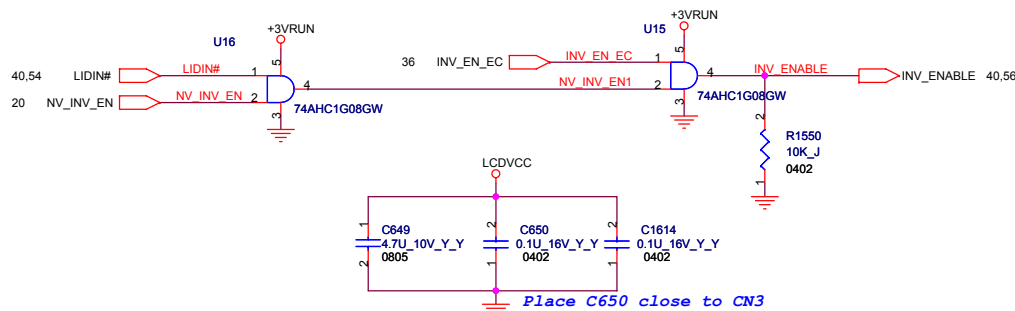 +3VRUN
U16
5
40,54 LIDIN# LIDIN# 1
4
20 NV_INV_EN NV_INV_EN 2
3
74AHC1G08GW
+3VRUN
U15
5
36 INV_EN_EC INV_EN_EC 1
4 INV_ENABLE INV_ENABLE 40,56
NV_INV_EN1 2
3
74AHC1G08GW
2
R1550
10K_J
0402
1
LCDVCC
1
C649
4.7U_10V_Y_Y
0805
2
2
C650
0.1U_16V_Y_Y
0402
1
2
C1614
0.1U_16V_Y_Y
0402
1
Place C650 close to CN3